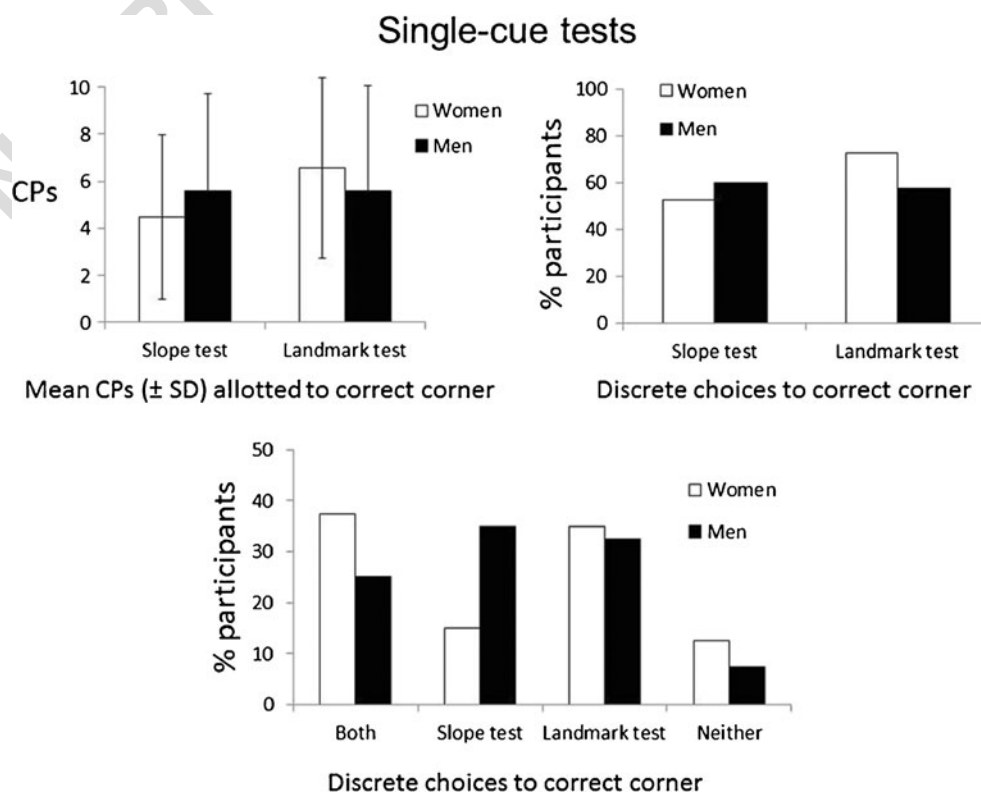 Single-cue tests
10
8
6
4
2
0
CPs
Women
Men
Slope test
Landmark test
Mean CPs (± SD) allotted to correct corner
100
80
60
40
20
0
% participants
Women
Men
Slope test
Landmark test
Discrete choices to correct corner
50
40
30
20
10
0
% participants
Women
Men
Both
Slope test
Landmark test
Neither
Discrete choices to correct corner